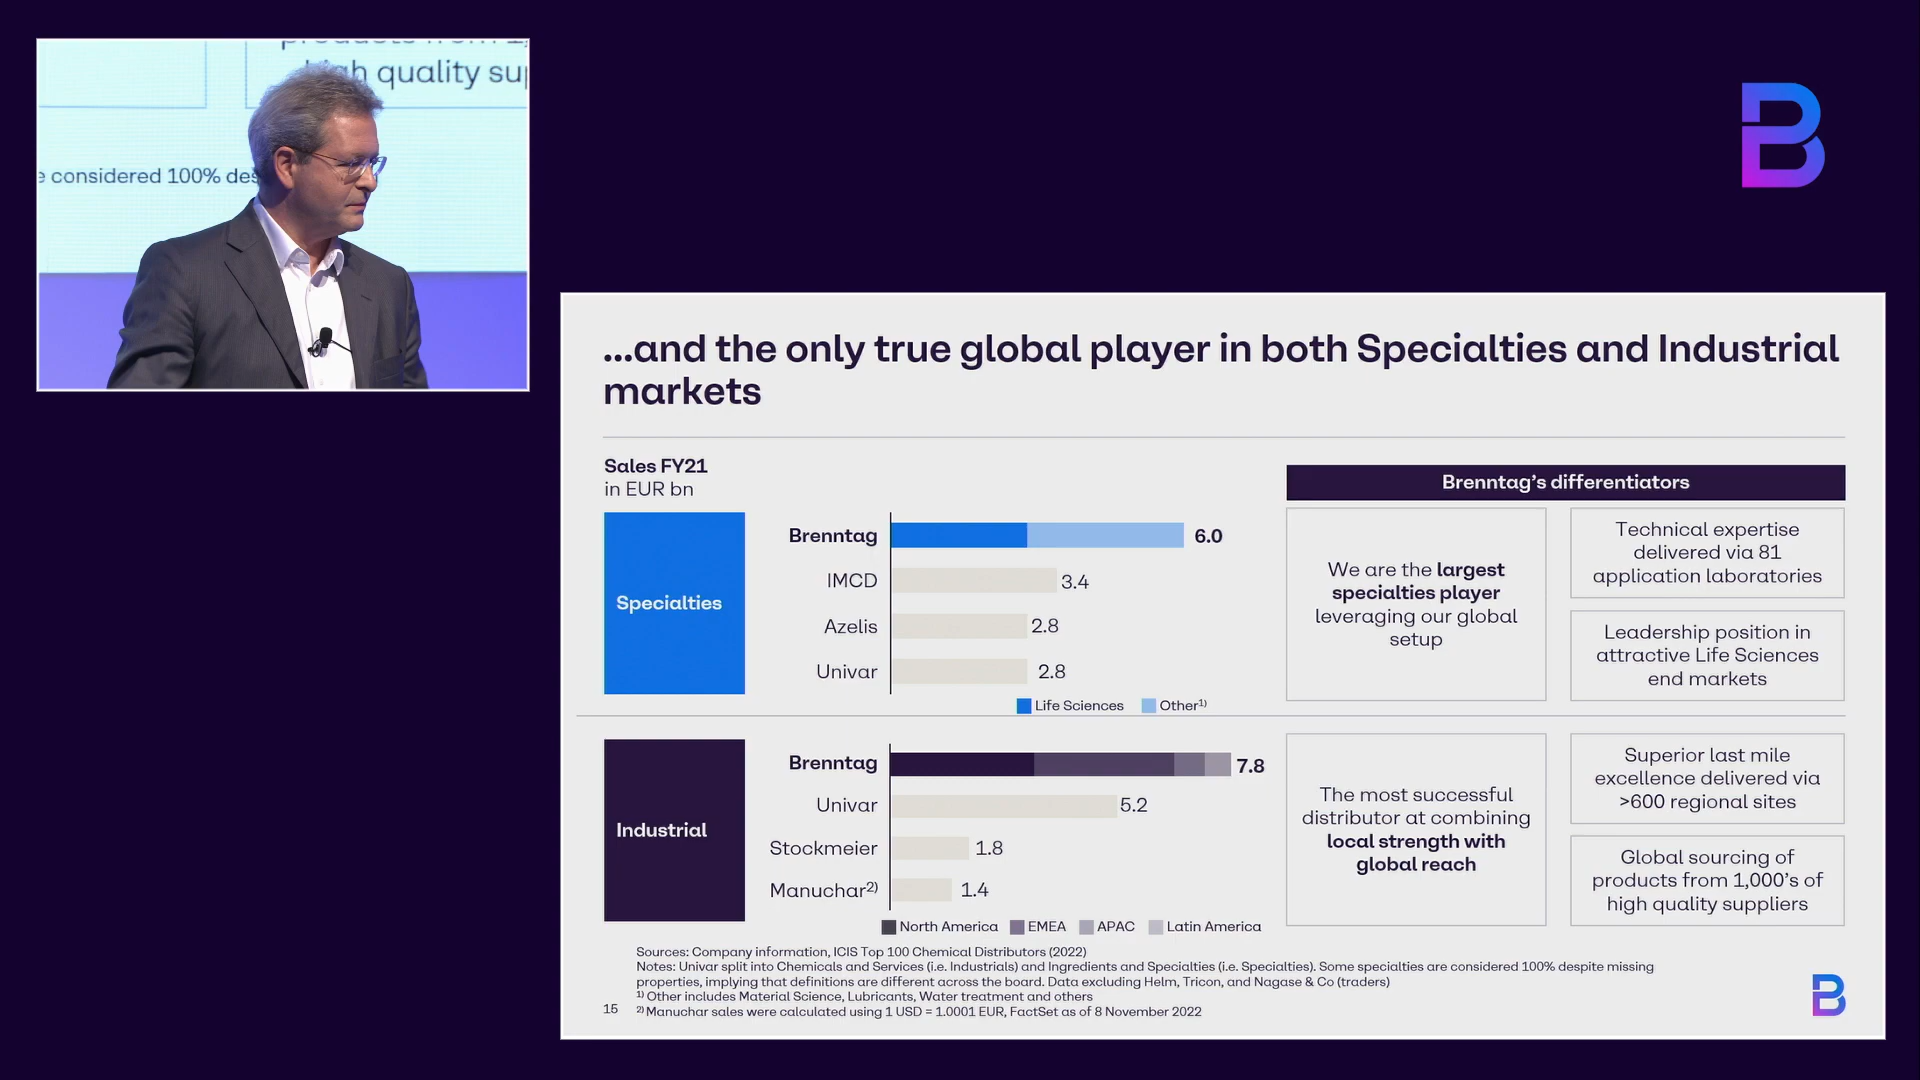 high quality sup
e considered 100% des
...and the only true global player in both Specialties and Industrial
markets
Sales FY21
in EUR bn
Brenntag's differentiators
Specialties
Brenntag 6.0
IMCD 3.4
Azelis 2.8
Univar 2.8
Life Sciences Other¹⁾
We are the largest
specialties player
leveraging our global
setup
Technical expertise
delivered via 81
application laboratories
Leadership position in
attractive Life Sciences
end markets
Industrial
Brenntag 7.8
Univar 5.2
Stockmeier 1.8
Manuchar²⁾ 1.4
North America EMEA APAC Latin America
The most successful
distributor at combining
local strength with
global reach
Superior last mile
excellence delivered via
>600 regional sites
Global sourcing of
products from 1,000's of
high quality suppliers
Sources: Company information, ICIS Top 100 Chemical Distributors (2022)
Notes: Univar split into Chemicals and Services (i.e. Industrials) and Ingredients and Specialties (i.e. Specialties). Some specialties are considered 100% despite missing
properties, implying that definitions are different across the board. Data excluding Helm, Tricon, and Nagase & Co (traders)
¹⁾ Other includes Material Science, Lubricants, Water treatment and others
15 ²⁾ Manuchar sales were calculated using 1 USD = 1.0001 EUR, FactSet as of 8 November 2022